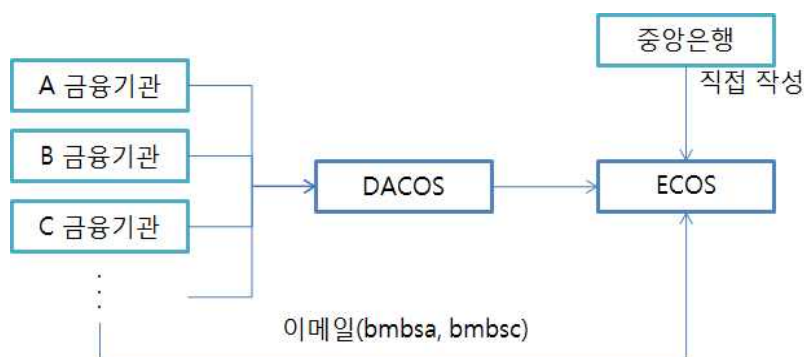 중앙은행
직접 작성
A 금융기관
B 금융기관
DACOS
ECOS
C 금융기관
⋮
이메일(bmbsa, bmbsc)